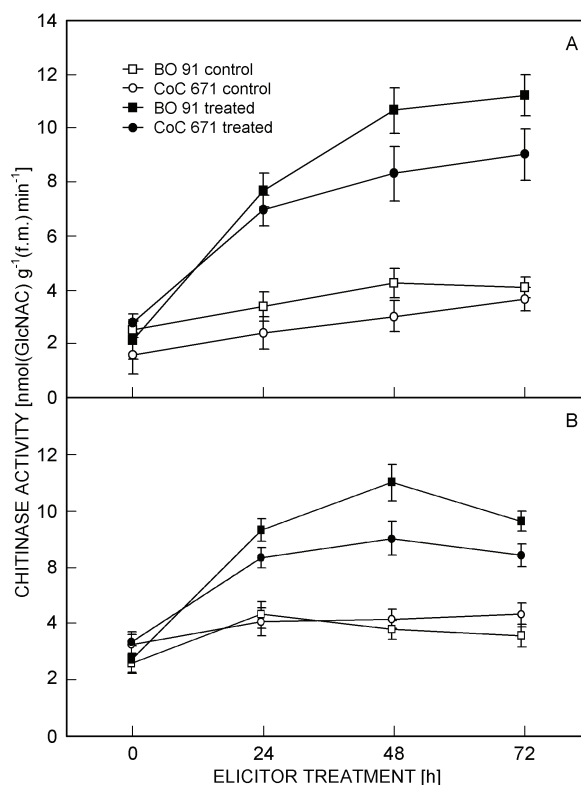 14
A
BO 91 control
CoC 671 control
BO 91 treated
CoC 671 treated
12
10
8
6
4
2
0
B
12
8
4
2
0
0 24 48 72
CHITINASE ACTIVITY [nmol(GlcNAC) g⁻¹(f.m.) min⁻¹]
ELICITOR TREATMENT [h]